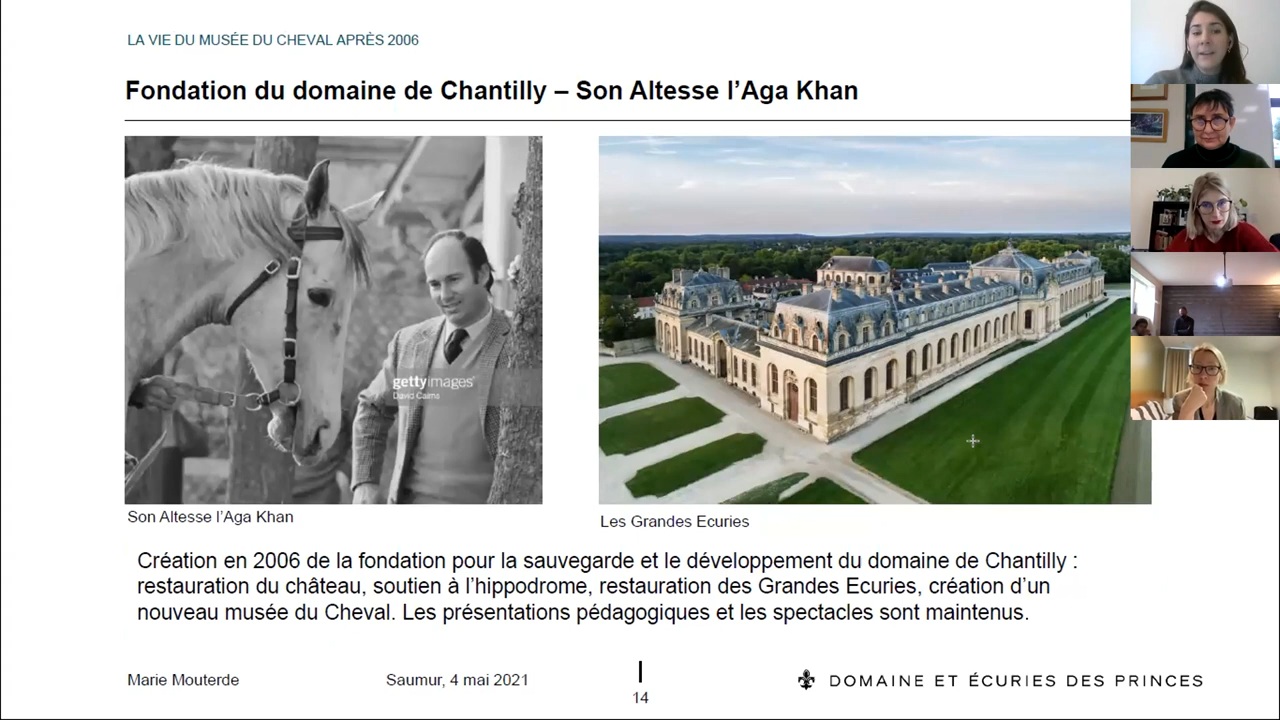 LA VIE DU MUSÉE DU CHEVAL APRÈS 2006
Fondation du domaine de Chantilly – Son Altesse l’Aga Khan
gettyimages
David Cairns
Son Altesse l’Aga Khan
Les Grandes Ecuries
Création en 2006 de la fondation pour la sauvegarde et le développement du domaine de Chantilly :
restauration du château, soutien à l’hippodrome, restauration des Grandes Ecuries, création d’un
nouveau musée du Cheval. Les présentations pédagogiques et les spectacles sont maintenus.
Marie Mouterde
Saumur, 4 mai 2021
14
DOMAINE ET ÉCURIES DES PRINCES